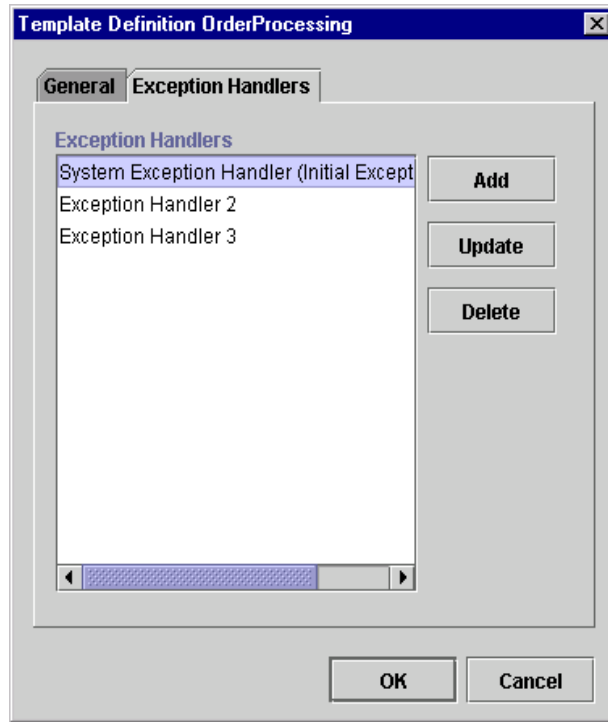 Template Definition OrderProcessing
General Exception Handlers
Exception Handlers
System Exception Handler (Initial Except
Exception Handler 2
Exception Handler 3
Add
Update
Delete
OK Cancel